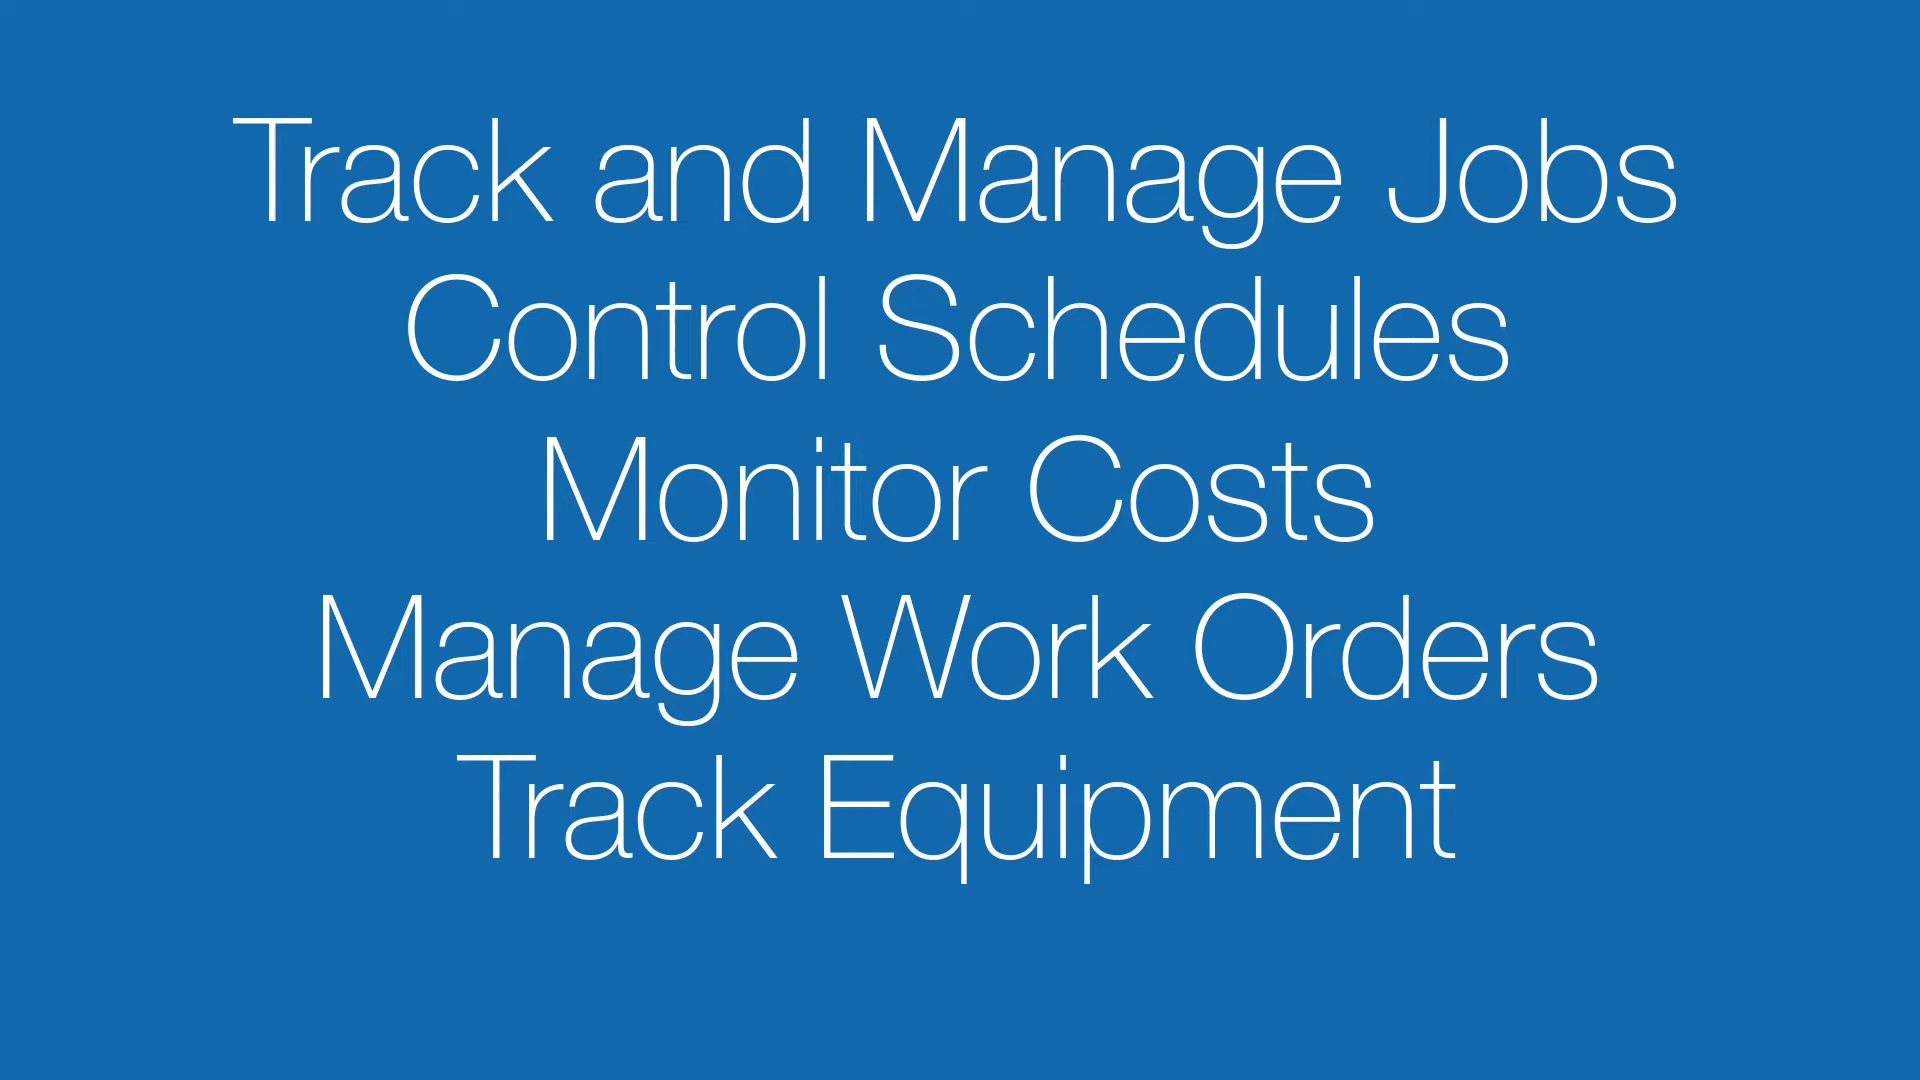 Track and Manage Jobs
Control Schedules
Monitor Costs
Manage Work Orders
Track Equipment